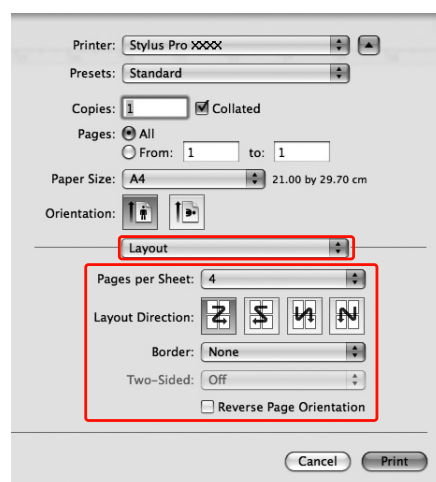 Printer: Stylus Pro XXXX
Presets: Standard
Copies: 1 Collated
Pages: All
From: 1 to: 1
Paper Size: A4 21.00 by 29.70 cm
Orientation:
Layout
Pages per Sheet: 4
Layout Direction:
Border: None
Two-Sided: Off
Reverse Page Orientation
Cancel Print